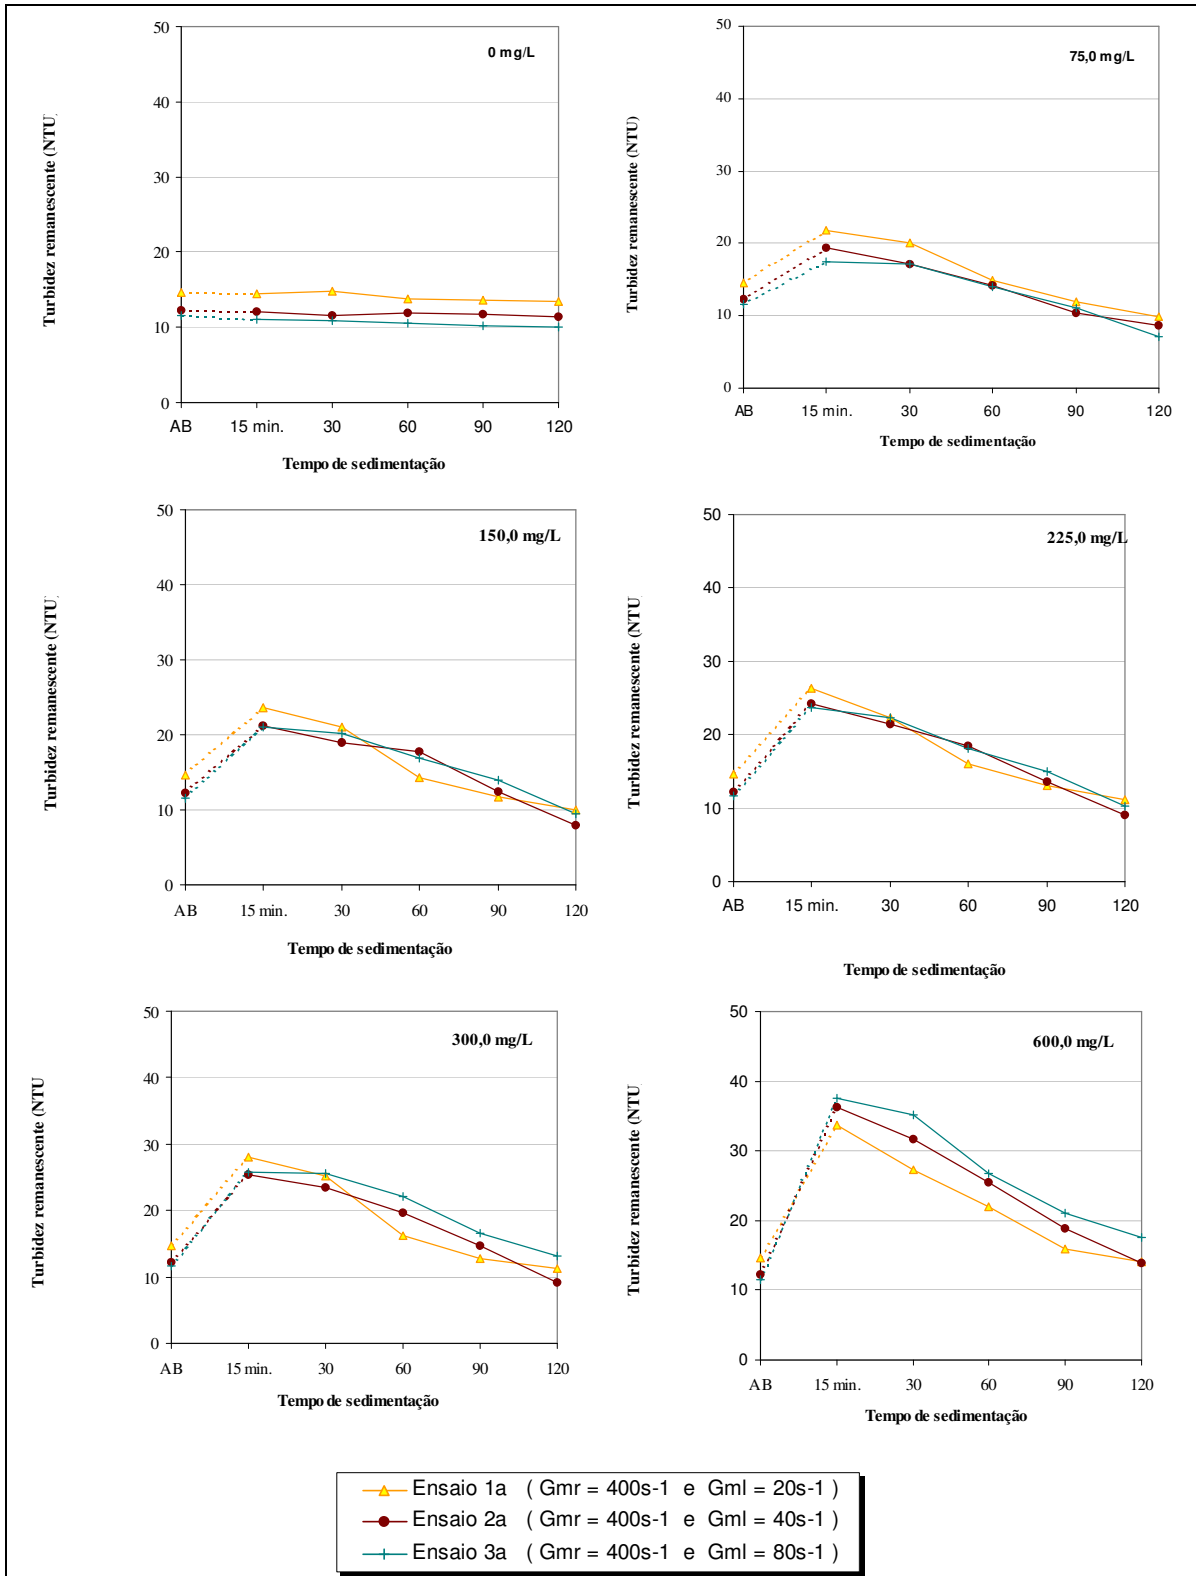 0 mg/L
Turbidez remanescente (NTU)
50
40
30
20
10
0
AB 15 min. 30 60 90 120
Tempo de sedimentação
75,0 mg/L
Turbidez remanescente (NTU)
50
40
30
20
10
0
AB 15 min. 30 60 90 120
Tempo de sedimentação
150,0 mg/L
Turbidez remanescente (NTU)
50
40
30
20
10
0
AB 15 min. 30 60 90 120
Tempo de sedimentação
225,0 mg/L
Turbidez remanescente (NTU
50
40
30
20
10
0
AB 15 min. 30 60 90 120
Tempo de sedimentação
300,0 mg/L
Turbidez remanescente (NTU
50
40
30
20
10
0
AB 15 min. 30 60 90 120
Tempo de sedimentação
600,0 mg/L
Turbidez remanescente (NTU
50
40
30
20
10
0
AB 15 min. 30 60 90 120
Tempo de sedimentação
Ensaio 1a ( Gmr = 400s-1 e Gml = 20s-1 )
Ensaio 2a ( Gmr = 400s-1 e Gml = 40s-1 )
Ensaio 3a ( Gmr = 400s-1 e Gml = 80s-1 )